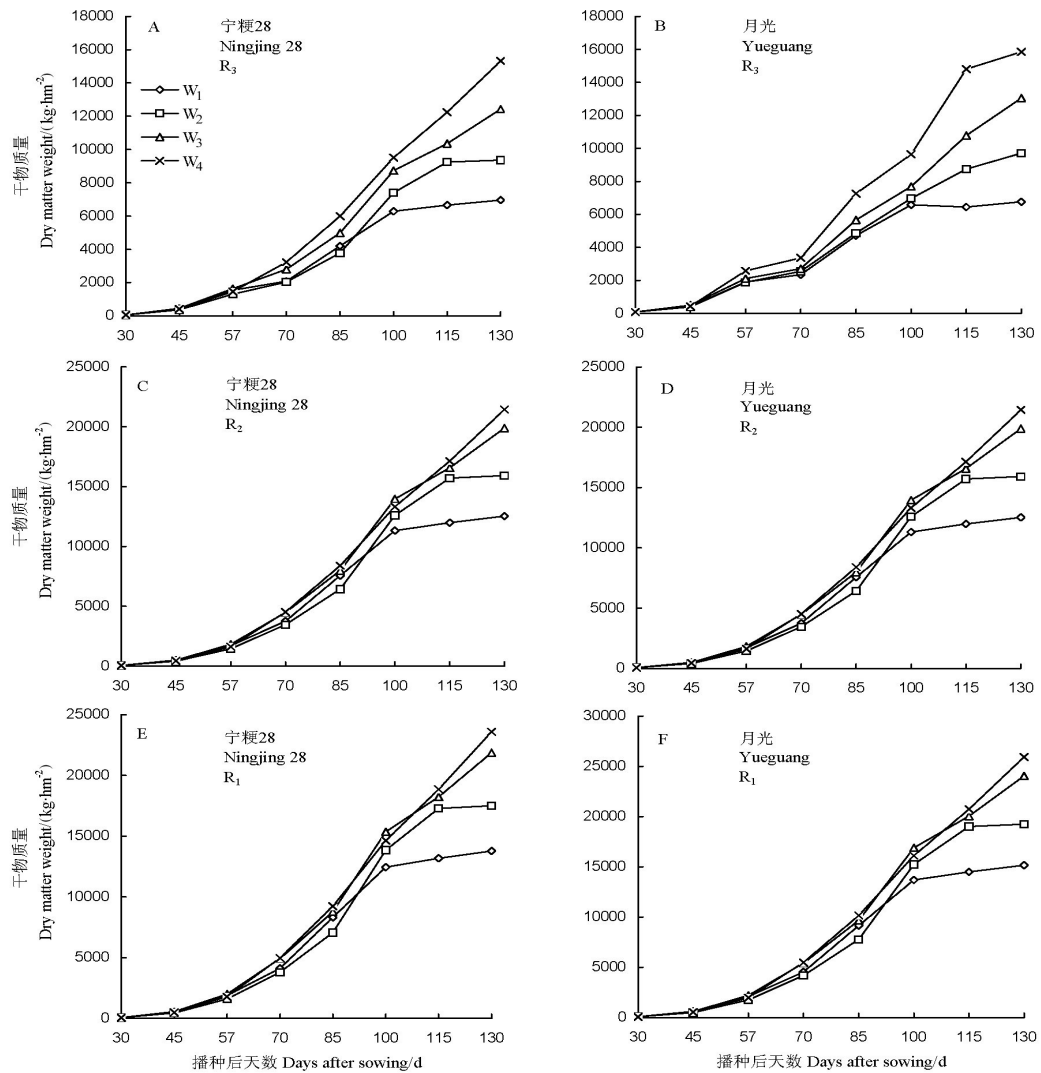 A
宁粳28
Ningjing 28
R₃
W₁
W₂
W₃
W₄
干物质量
Dry matter weight/(kg·hm⁻²)
18000
16000
14000
12000
10000
8000
6000
4000
2000
0
30 45 57 70 85 100 115 130
B
月光
Yueguang
R₃
18000
16000
14000
12000
10000
8000
6000
4000
2000
0
30 45 57 70 85 100 115 130
C
宁粳28
Ningjing 28
R₂
干物质量
Dry matter weight/(kg·hm⁻²)
25000
20000
15000
10000
5000
0
30 45 57 70 85 100 115 130
D
月光
Yueguang
R₂
25000
20000
15000
10000
5000
0
30 45 57 70 85 100 115 130
E
宁粳28
Ningjing 28
R₁
干物质量
Dry matter weight/(kg·hm⁻²)
25000
20000
15000
10000
5000
0
30 45 57 70 85 100 115 130
F
月光
Yueguang
R₁
30000
25000
20000
15000
10000
5000
0
30 45 57 70 85 100 115 130
播种后天数 Days after sowing/d
播种后天数 Days after sowing/d